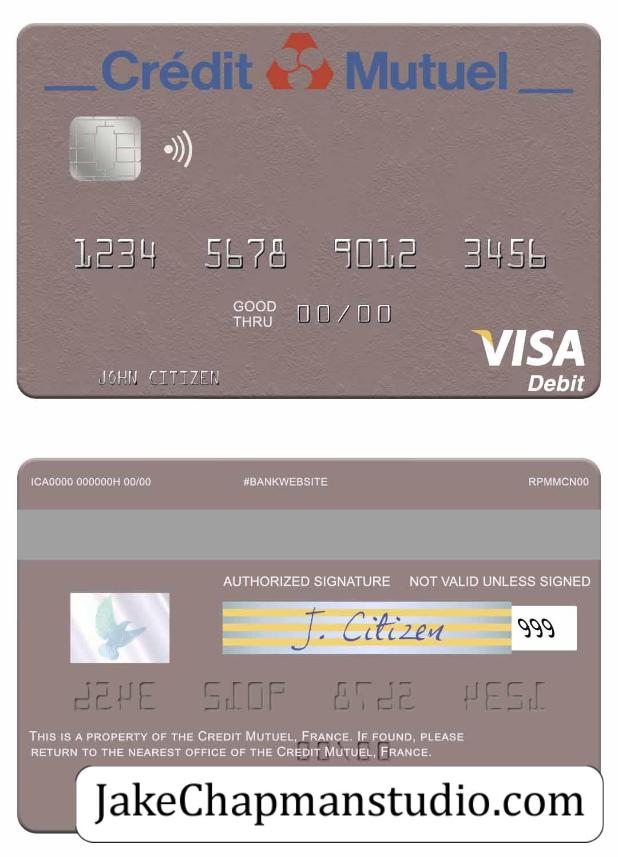 Crédit Mutuel
1234 5678 9012 3456
GOOD THRU 00/00
VISA
Debit
JOHN CITIZEN
ICA0000 000000H 00/00 #BANKWEBSITE RPMMCN00
AUTHORIZED SIGNATURE NOT VALID UNLESS SIGNED
J. Citizen 999
THIS IS A PROPERTY OF THE CREDIT MUTUEL, FRANCE. IF FOUND, PLEASE
RETURN TO THE NEAREST OFFICE OF THE CREDIT MUTUEL, FRANCE.
JakeChapmanstudio.com